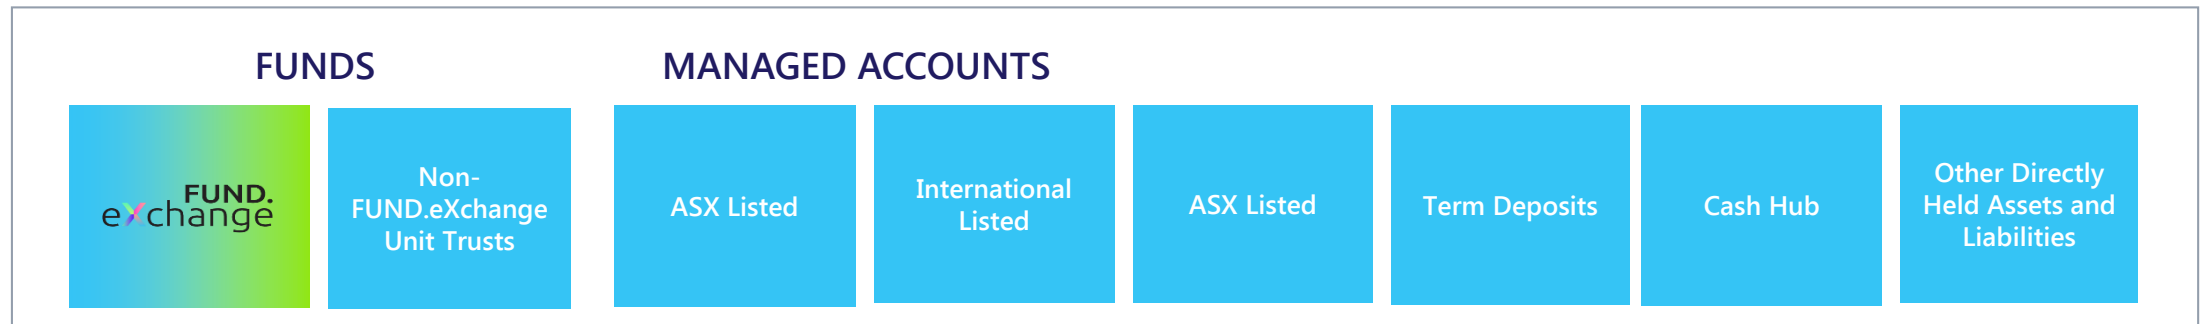 FUNDS
MANAGED ACCOUNTS
FUND.
eXchange
Non-
FUND.eXchange
Unit Trusts
ASX Listed
International
Listed
ASX Listed
Term Deposits
Cash Hub
Other Directly
Held Assets and
Liabilities